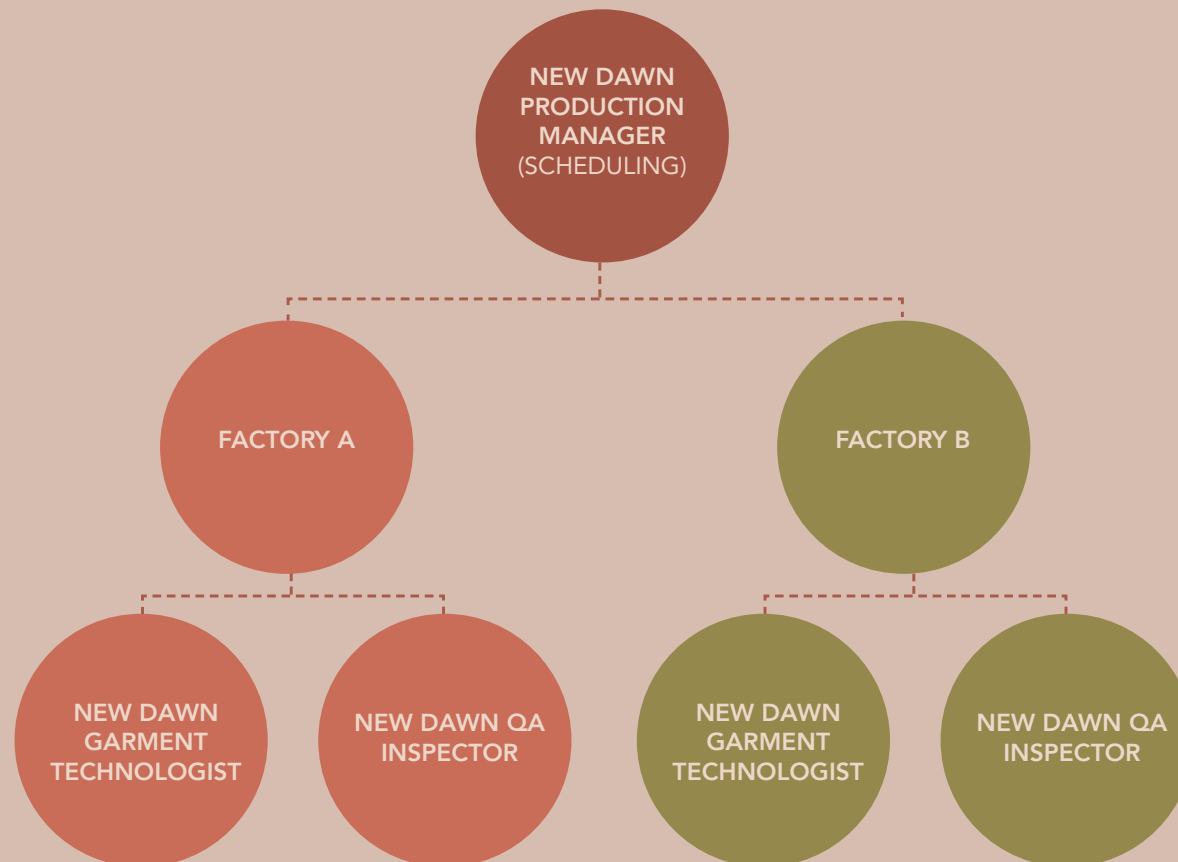 NEW DAWN
PRODUCTION
MANAGER
(SCHEDULING)
FACTORY A
FACTORY B
NEW DAWN
GARMENT
TECHNOLOGIST
NEW DAWN QA
INSPECTOR
NEW DAWN
GARMENT
TECHNOLOGIST
NEW DAWN QA
INSPECTOR